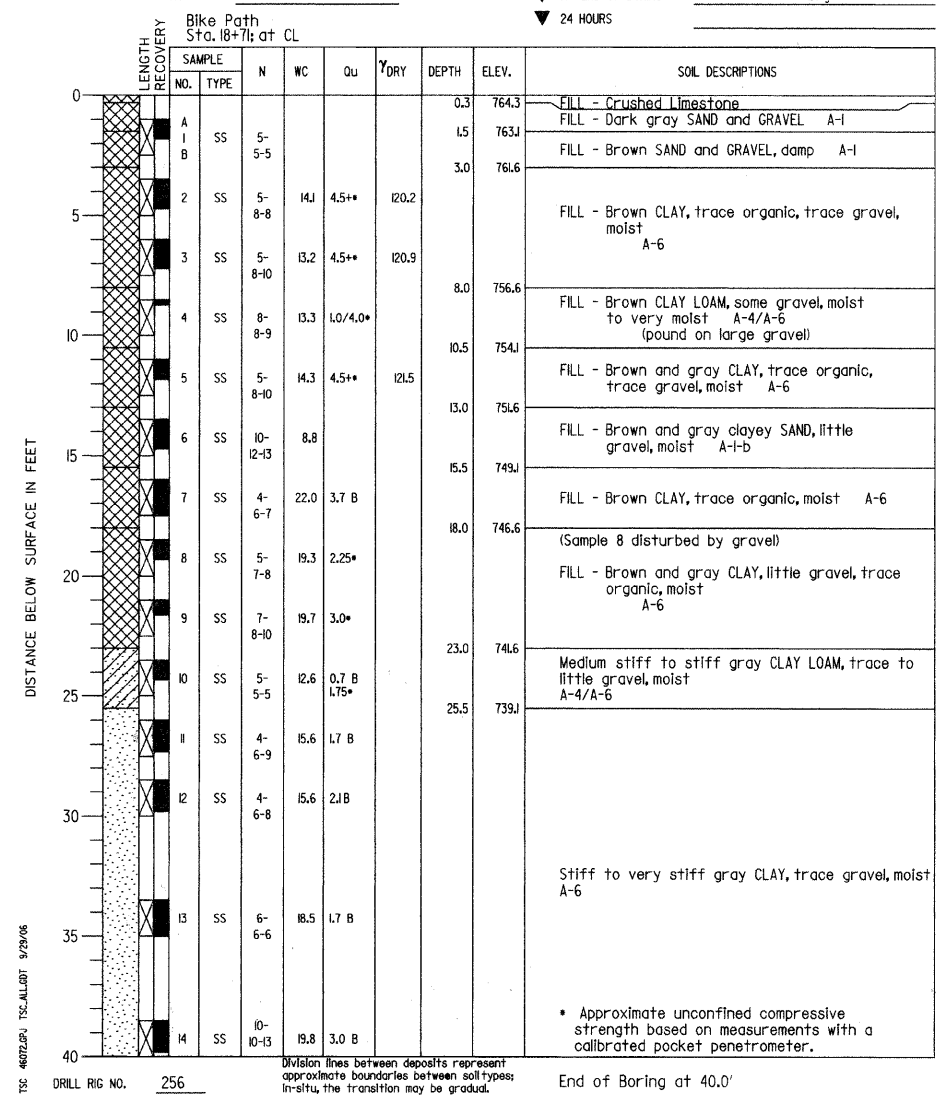 ▼ 24 HOURS
Bike Path
Sta. 18+71; at CL
LENGTH
RECOVERY
SAMPLE
NO. TYPE N WC Qu γDRY DEPTH ELEV. SOIL DESCRIPTIONS
0
0.3 764.3 FILL - Crushed Limestone
A FILL - Dark gray SAND and GRAVEL A-1
1 SS 5- 1.5 763.1
B 5-5 FILL - Brown SAND and GRAVEL, damp A-1
3.0 761.6
2 SS 5- 14.1 4.5+* 120.2
8-8
5
FILL - Brown CLAY, trace organic, trace gravel,
moist
A-6
3 SS 5- 13.2 4.5+* 120.9
8-10
8.0 756.6
FILL - Brown CLAY LOAM, some gravel, moist
4 SS 8- 13.3 1.0/4.0* to very moist A-4/A-6
8-9 (pound on large gravel)
10
10.5 754.1
FILL - Brown and gray CLAY, trace organic,
5 SS 5- 14.3 4.5+* 121.5 trace gravel, moist A-6
8-10
13.0 751.6
FILL - Brown and gray clayey SAND, little
6 SS 10- 8.8 gravel, moist A-1-b
12-13
15
15.5 749.1
7 SS 4- 22.0 3.7 B FILL - Brown CLAY, trace organic, moist A-6
6-7
18.0 746.6
(Sample 8 disturbed by gravel)
8 SS 5- 19.3 2.25*
7-8
20
FILL - Brown and gray CLAY, little gravel, trace
organic, moist
A-6
9 SS 7- 19.7 3.0*
8-10
23.0 741.6
Medium stiff to stiff gray CLAY LOAM, trace to
10 SS 5- 12.6 0.7 B little gravel, moist
5-5 1.75* A-4/A-6
25
25.5 739.1
11 SS 4- 15.6 1.7 B
6-9
12 SS 4- 15.6 2.1 B
6-8
30
Stiff to very stiff gray CLAY, trace gravel, moist
A-6
13 SS 6- 18.5 1.7 B
6-6
35
14 SS 10- 19.8 3.0 B
10-13
* Approximate unconfined compressive
strength based on measurements with a
calibrated pocket penetrometer.
40
DISTANCE BELOW SURFACE IN FEET
TSC 46072.GPJ TSC_ALL.GDT 9/29/06
DRILL RIG NO. 256
Division lines between deposits represent
approximate boundaries between soil types;
in-situ, the transition may be gradual.
End of Boring at 40.0'